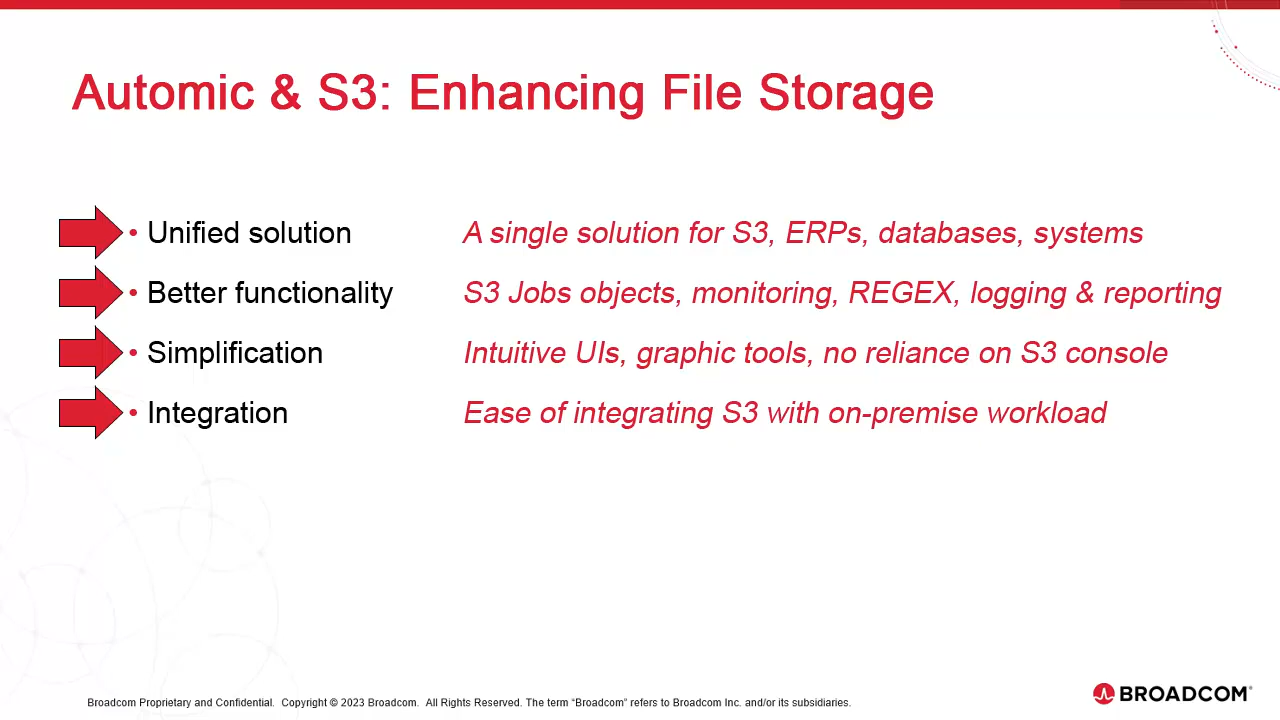 Automic & S3: Enhancing File Storage
• Unified solution A single solution for S3, ERPs, databases, systems
• Better functionality S3 Jobs objects, monitoring, REGEX, logging & reporting
• Simplification Intuitive UIs, graphic tools, no reliance on S3 console
• Integration Ease of integrating S3 with on-premise workload
Broadcom Proprietary and Confidential. Copyright © 2023 Broadcom. All Rights Reserved. The term “Broadcom” refers to Broadcom Inc. and/or its subsidiaries.
BROADCOM®